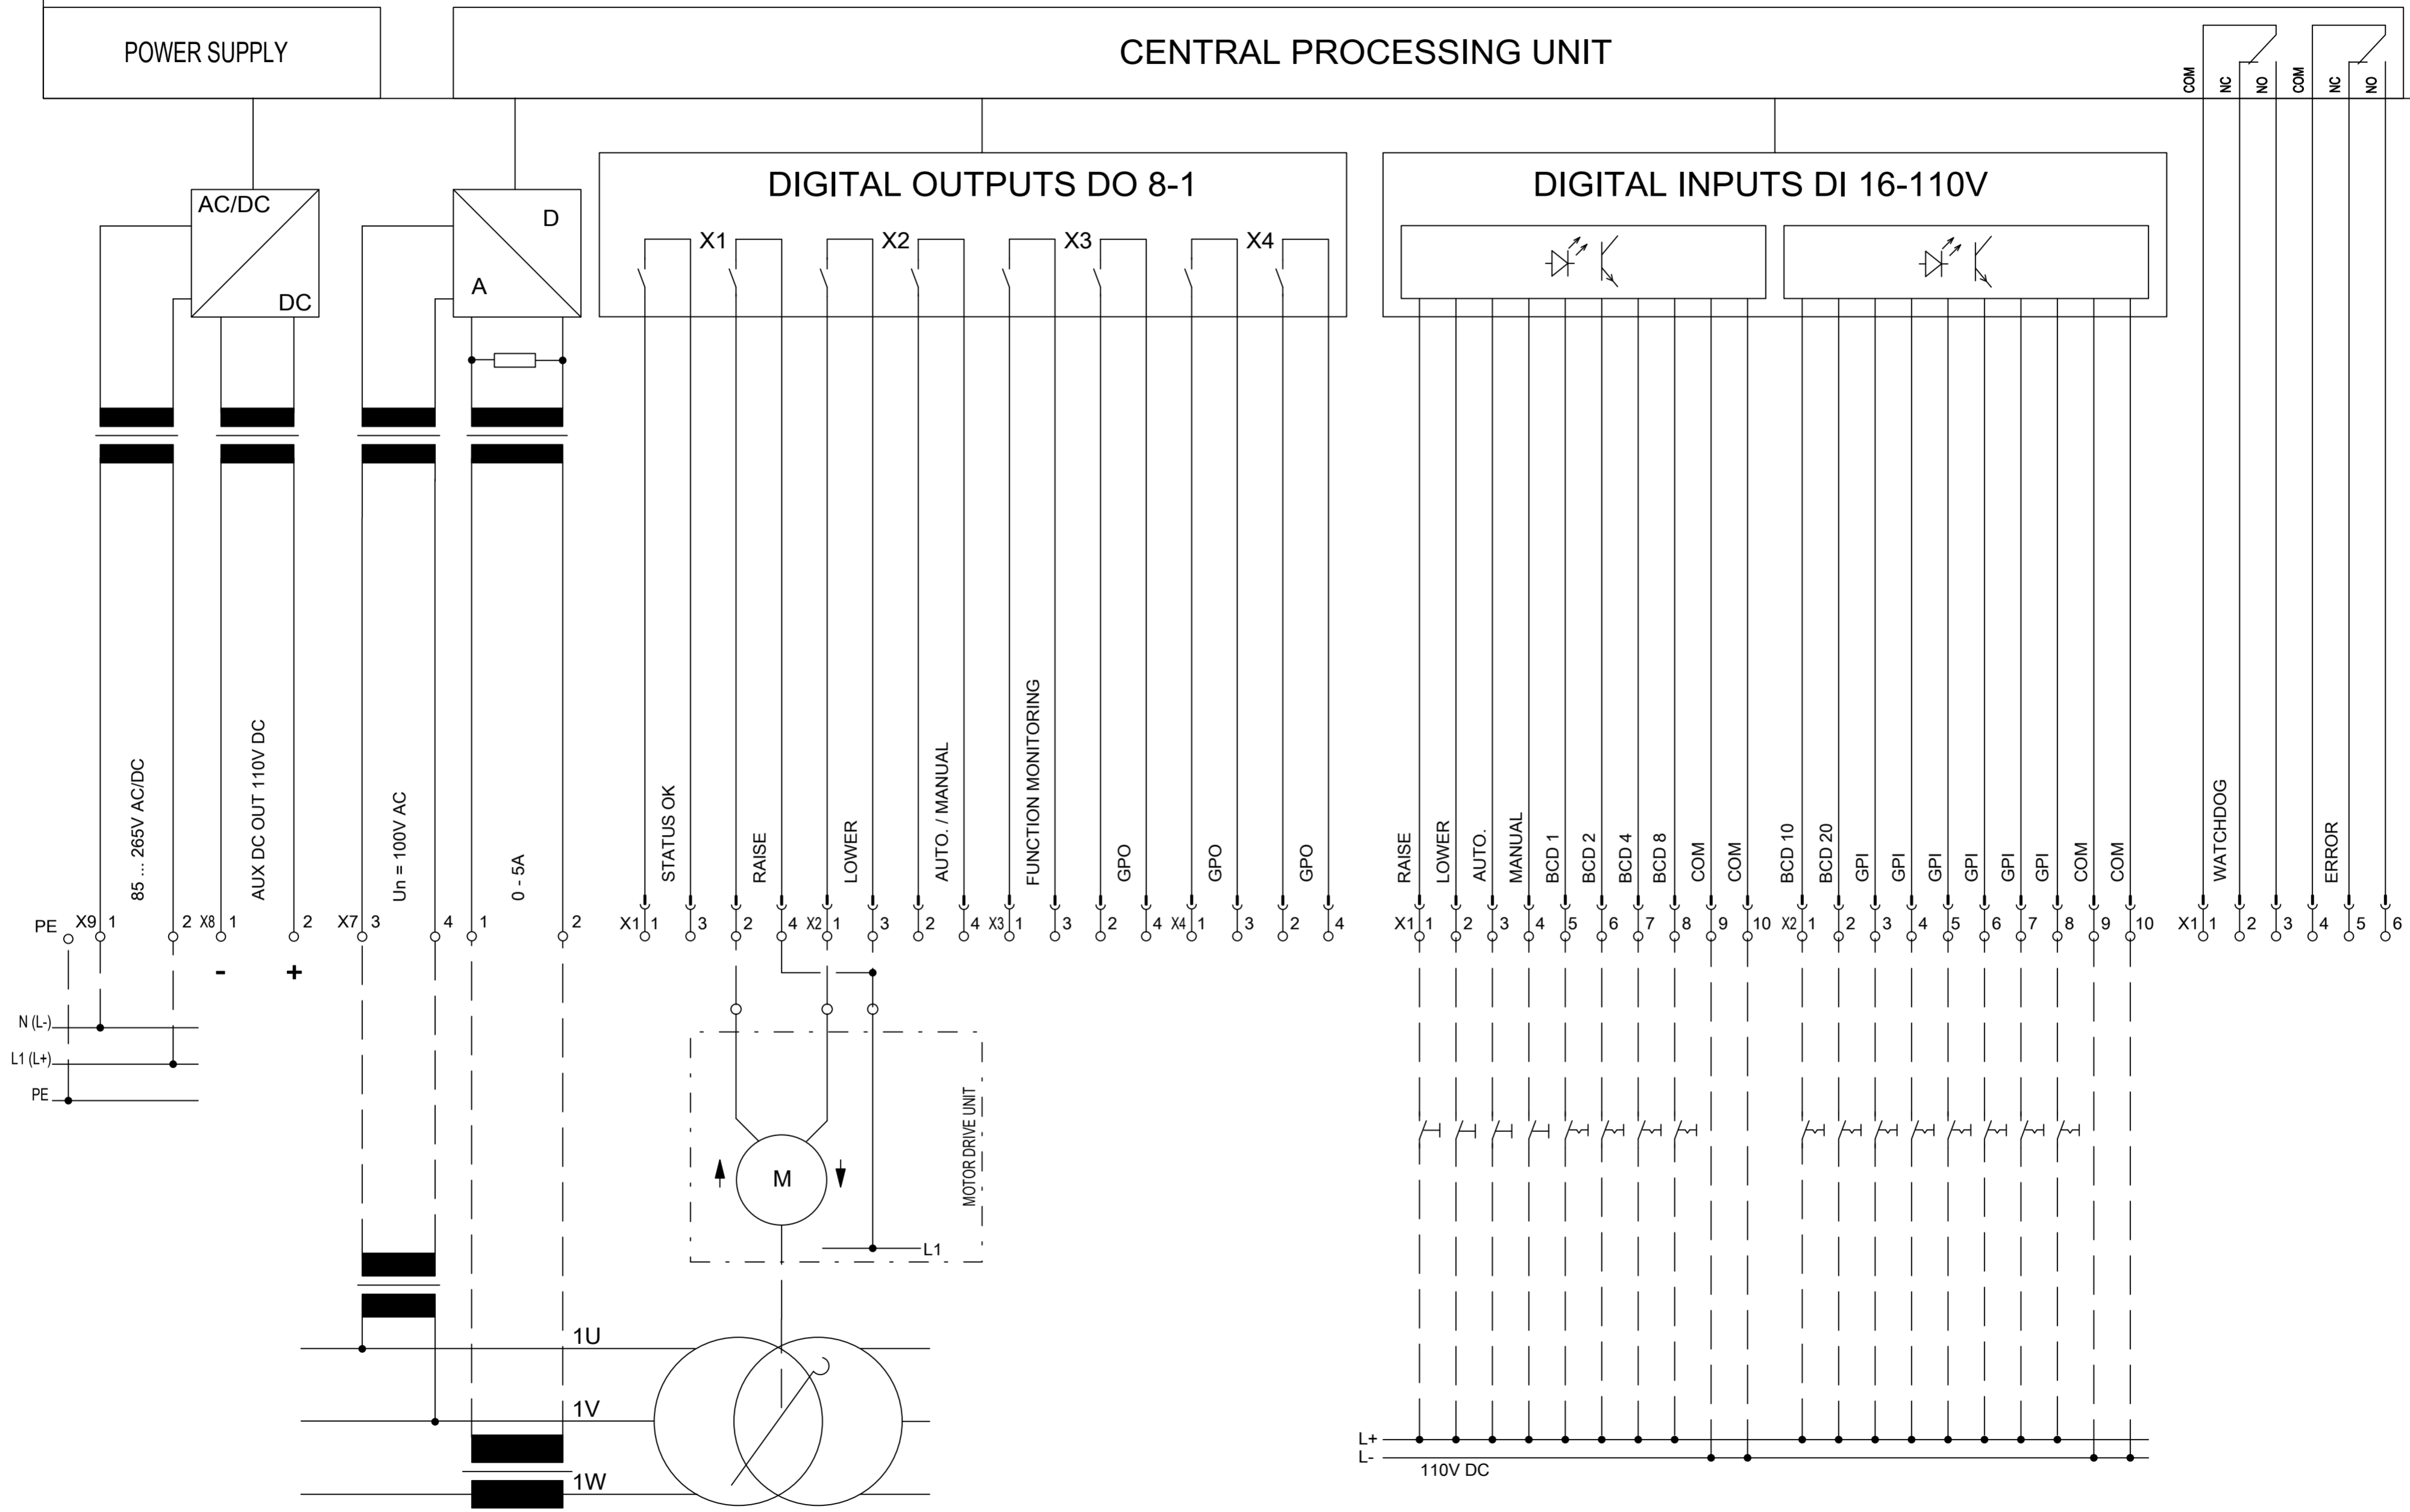 POWER SUPPLY
CENTRAL PROCESSING UNIT
COM
NC
NO
COM
NC
NO
AC/DC
DC
D
A
DIGITAL OUTPUTS DO 8-1
X1
X2
X3
X4
DIGITAL INPUTS DI 16-110V
85 ... 265V AC/DC
AUX DC OUT 110V DC
Un = 100V AC
0 - 5A
STATUS OK
RAISE
LOWER
AUTO. / MANUAL
FUNCTION MONITORING
GPO
GPO
GPO
RAISE
LOWER
AUTO.
MANUAL
BCD 1
BCD 2
BCD 4
BCD 8
COM
COM
BCD 10
BCD 20
GPI
GPI
GPI
GPI
GPI
GPI
COM
COM
WATCHDOG
ERROR
PE X9 1 2 X8 1 2 X7 3 4 1 2 X1 1 3 2 4 X2 1 3 2 4 X3 1 3 2 4 X4 1 3 2 4 X1 1 2 3 4 5 6 7 8 9 10 X2 1 2 3 4 5 6 7 8 9 10 X1 1 2 3 4 5 6
- +
N (L-)
L1 (L+)
PE
MOTOR DRIVE UNIT
M
L1
1U
1V
1W
L+
L-
110V DC